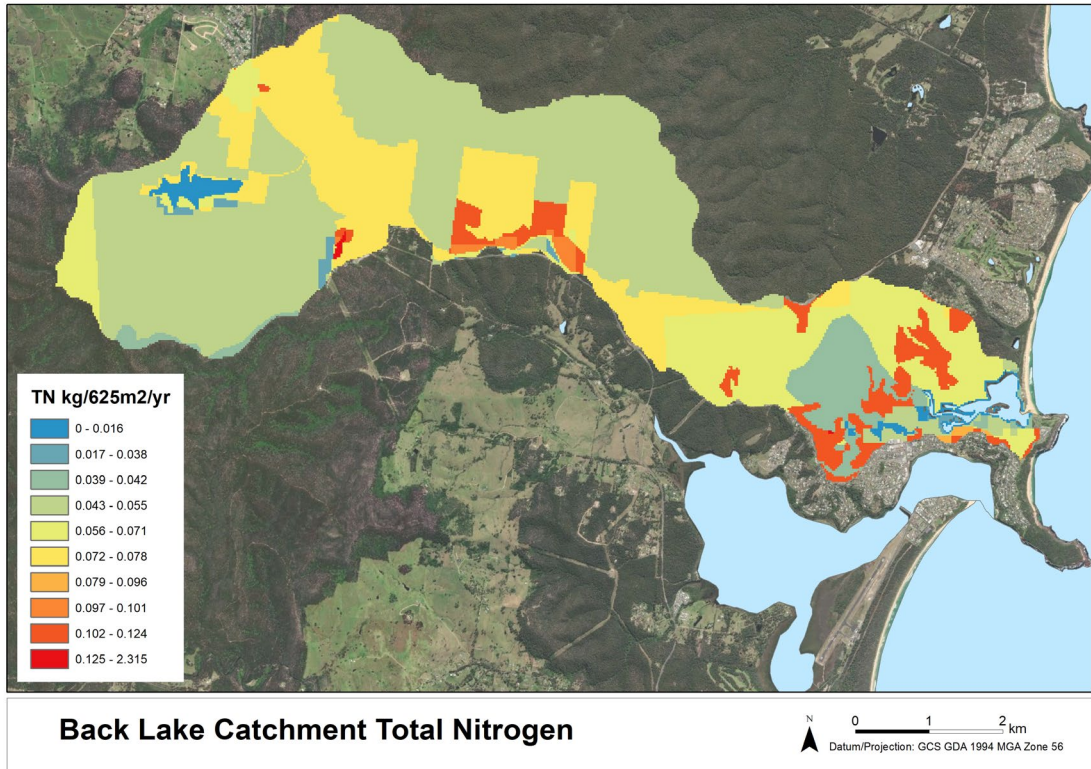 TN kg/625m2/yr
0 - 0.016
0.017 - 0.038
0.039 - 0.042
0.043 - 0.055
0.056 - 0.071
0.072 - 0.078
0.079 - 0.096
0.097 - 0.101
0.102 - 0.124
0.125 - 2.315
Back Lake Catchment Total Nitrogen
N
0 1 2 km
Datum/Projection: GCS GDA 1994 MGA Zone 56